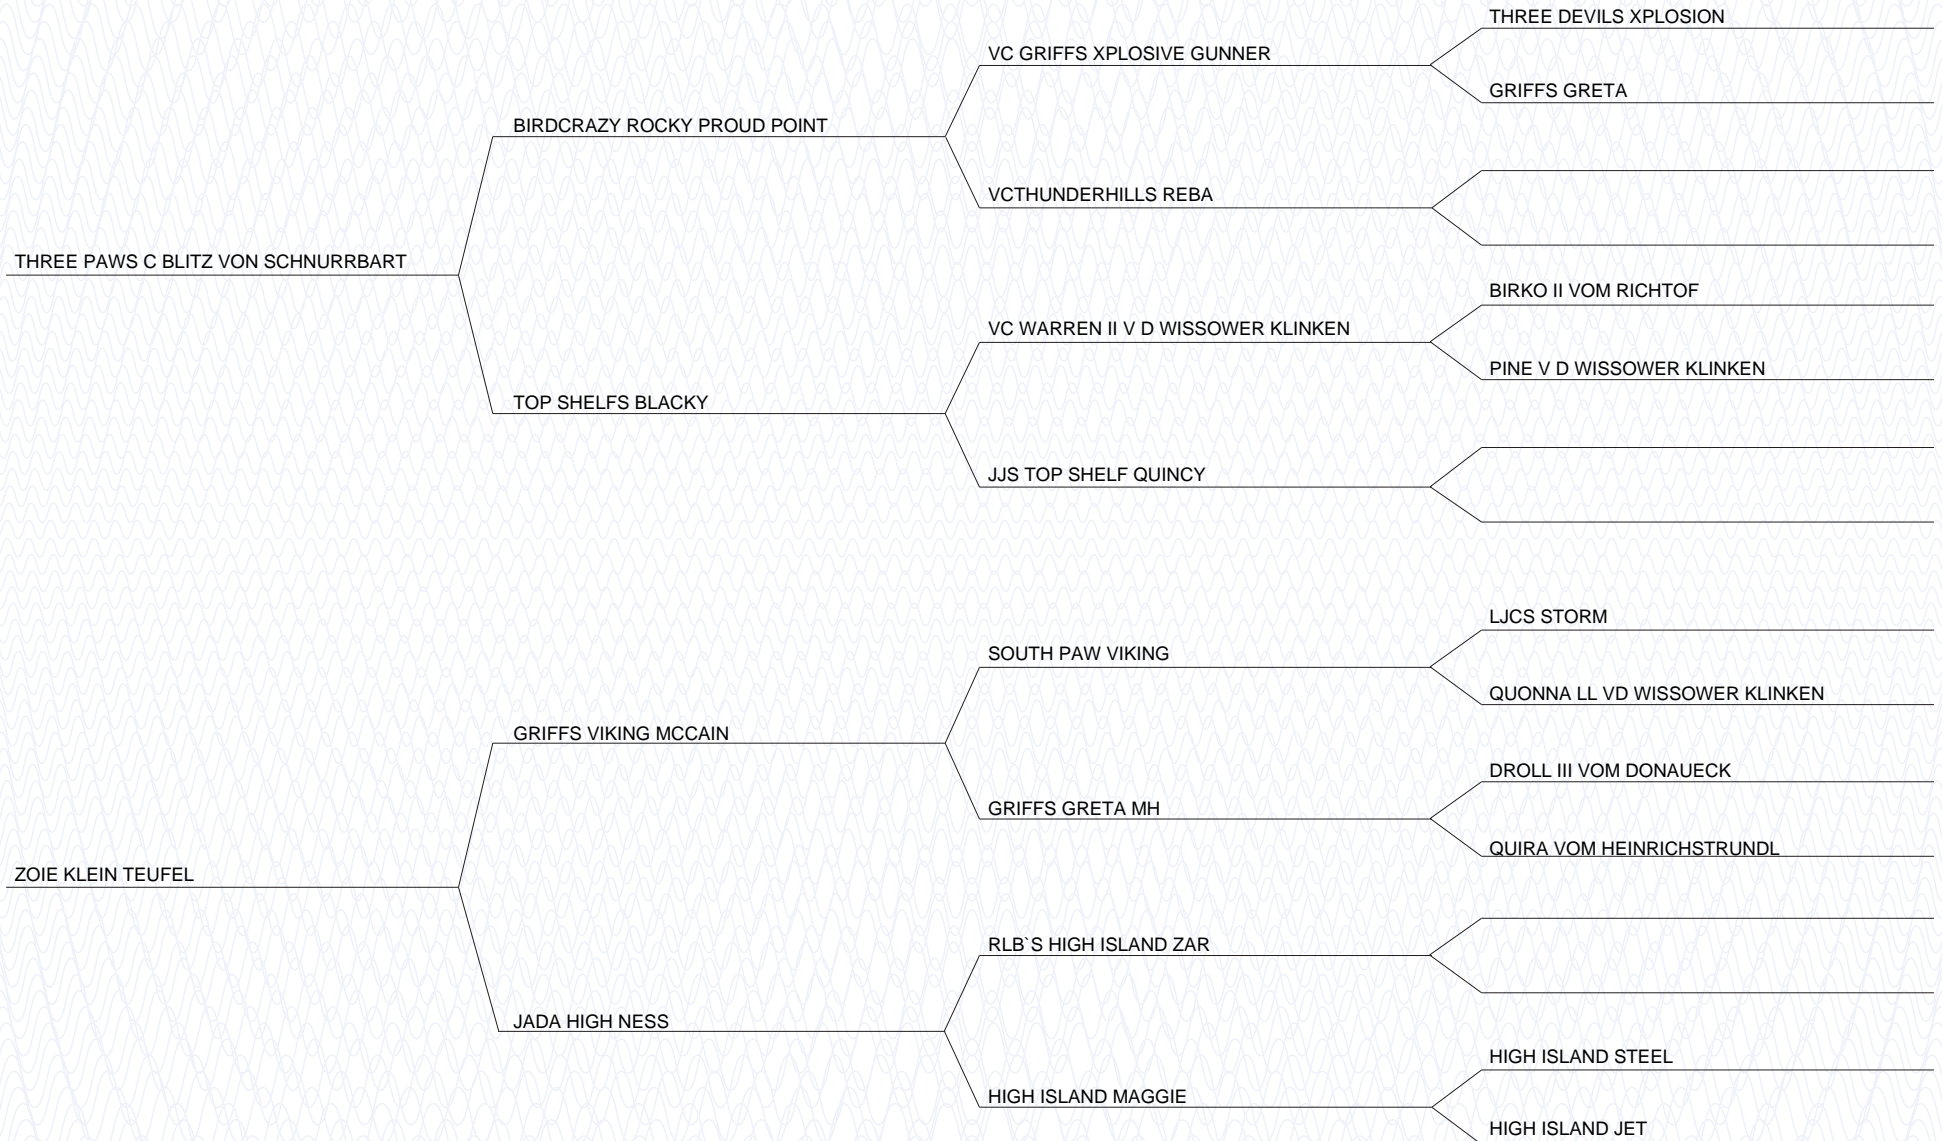 THREE DEVILS XPLOSION
VC GRIFFS XPLOSIVE GUNNER
GRIFFS GRETA
BIRDCRAZY ROCKY PROUD POINT
VCTHUNDERHILLS REBA
THREE PAWS C BLITZ VON SCHNURRBART
BIRKO II VOM RICHTOF
VC WARREN II V D WISSOWER KLINKEN
PINE V D WISSOWER KLINKEN
TOP SHELFS BLACKY
JJS TOP SHELF QUINCY
LJCS STORM
SOUTH PAW VIKING
QUONNA LL VD WISSOWER KLINKEN
GRIFFS VIKING MCCAIN
DROLL III VOM DONAUECK
GRIFFS GRETA MH
QUIRA VOM HEINRICHSTRUNDL
ZOIE KLEIN TEUFEL
RLB`S HIGH ISLAND ZAR
JADA HIGH NESS
HIGH ISLAND STEEL
HIGH ISLAND MAGGIE
HIGH ISLAND JET